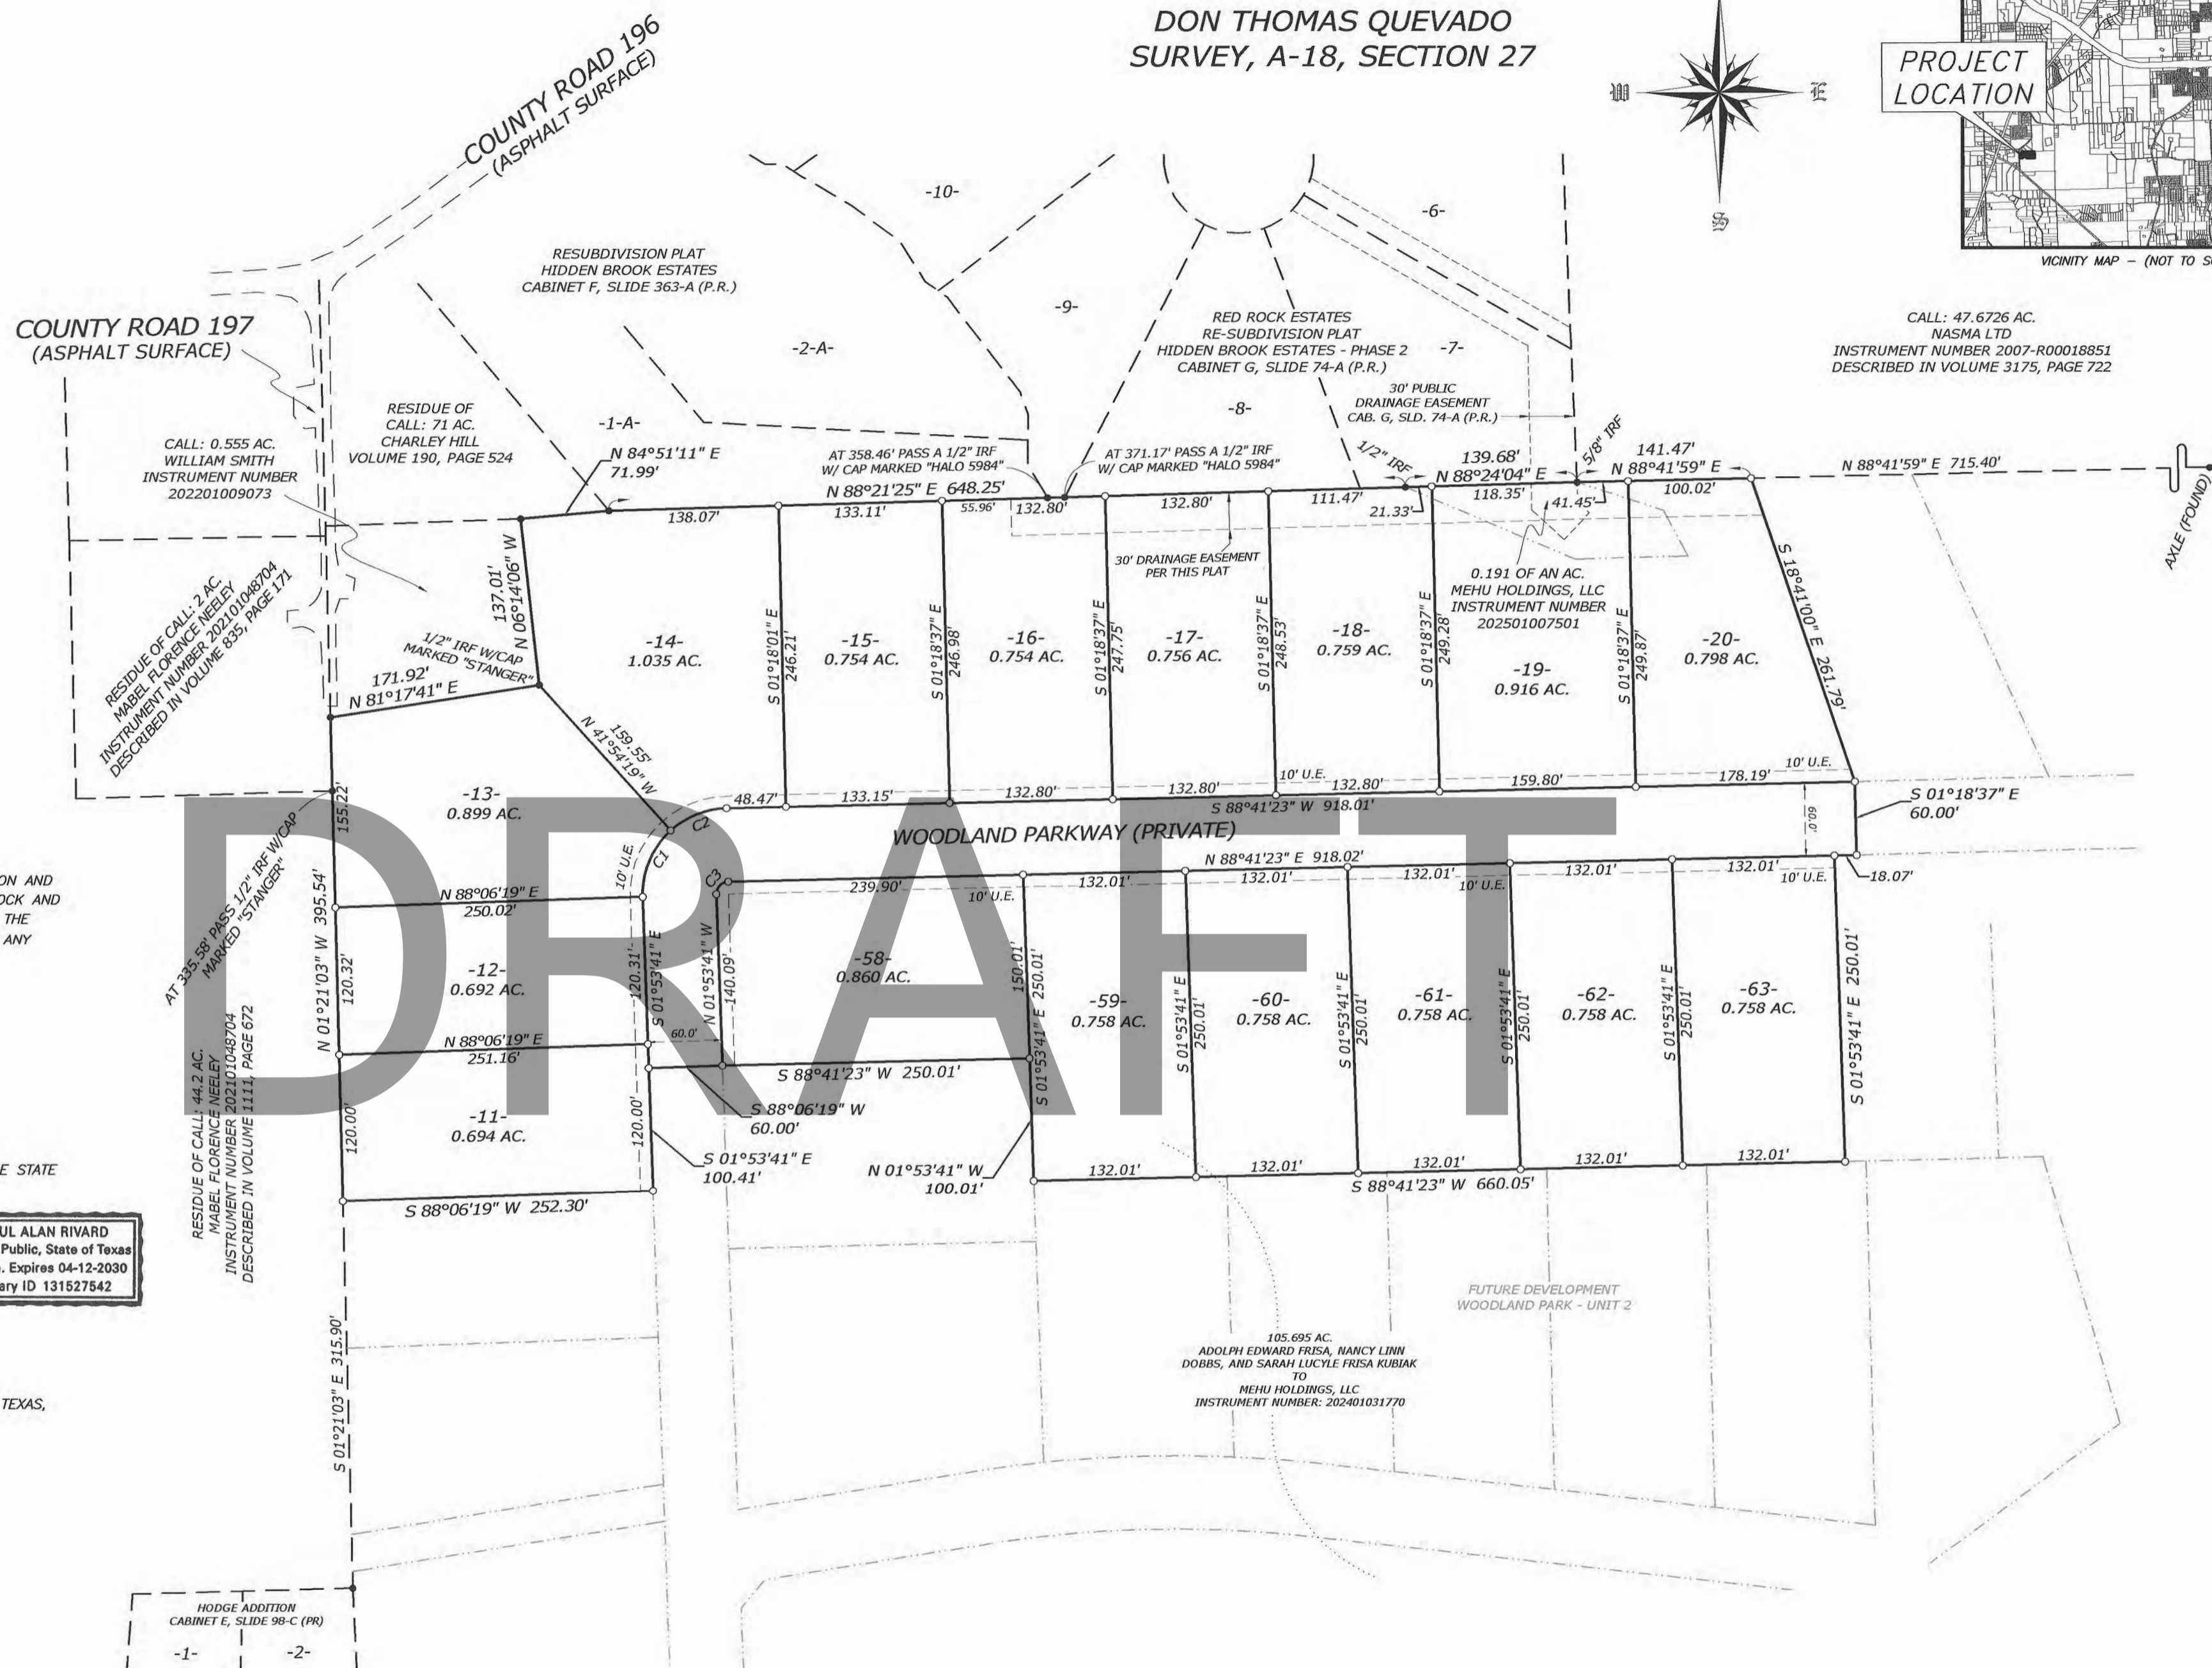 DON THOMAS QUEVADO
SURVEY, A-18, SECTION 27
PROJECT
LOCATION
W
E
S
VICINITY MAP – (NOT TO
COUNTY ROAD 196
(ASPHALT SURFACE)
-10-
-6-
RESUBDIVISION PLAT
HIDDEN BROOK ESTATES
CABINET F, SLIDE 363-A (P.R.)
-9-
RED ROCK ESTATES
RE-SUBDIVISION PLAT
HIDDEN BROOK ESTATES - PHASE 2
CABINET G, SLIDE 74-A (P.R.)
-7-
CALL: 47.6726 AC.
NASMA LTD
INSTRUMENT NUMBER 2007-R00018851
DESCRIBED IN VOLUME 3175, PAGE 722
COUNTY ROAD 197
(ASPHALT SURFACE)
-2-A-
30' PUBLIC
DRAINAGE EASEMENT
CAB. G, SLD. 74-A (P.R.)
-8-
RESIDUE OF
CALL: 71 AC.
CHARLEY HILL
VOLUME 190, PAGE 524
-1-A-
CALL: 0.555 AC.
WILLIAM SMITH
INSTRUMENT NUMBER
202201009073
N 84°51'11" E
71.99'
AT 358.46' PASS A 1/2" IRF
W/ CAP MARKED "HALO 5984"
AT 371.17' PASS A 1/2" IRF
W/ CAP MARKED "HALO 5984"
1/2" IRF
139.68'
N 88°24'04" E
5/8" IRF
141.47'
N 88°41'59" E
N 88°41'59" E 715.40'
AXLE (FOUND)
N 88°21'25" E 648.25'
138.07'
133.11'
55.96'
132.80'
132.80'
111.47'
21.33'
118.35'
41.45'
100.02'
30' DRAINAGE EASEMENT
PER THIS PLAT
0.191 OF AN AC.
MEHU HOLDINGS, LLC
INSTRUMENT NUMBER
202501007501
RESIDUE OF CALL: 2 AC.
MABEL FLORENCE NEELEY
INSTRUMENT NUMBER 202101048704
DESCRIBED IN VOLUME 835, PAGE 171
137.01'
N 06°14'06" W
1/2" IRF W/CAP
MARKED "STANGER"
171.92'
N 81°17'41" E
159.55'
N 41°54'19" W
-14-
1.035 AC.
S 01°18'01" E
246.21'
-15-
0.754 AC.
S 01°18'37" E
246.98'
-16-
0.754 AC.
S 01°18'37" E
247.75'
-17-
0.756 AC.
S 01°18'37" E
248.53'
-18-
0.759 AC.
S 01°18'37" E
249.28'
-19-
0.916 AC.
S 01°18'37" E
249.87'
-20-
0.798 AC.
S 18°41'00" E 261.79'
10' U.E.
10' U.E.
48.47'
133.15'
132.80'
132.80'
132.80'
159.80'
178.19'
S 88°41'23" W 918.01'
S 01°18'37" E
60.00'
60.0'
WOODLAND PARKWAY (PRIVATE)
N 88°41'23" E 918.02'
-13-
0.899 AC.
155.22'
C2
C1
C3
10' U.E.
AT 335.58' PASS 1/2" IRF W/CAP
MARKED "STANGER"
N 01°21'03" W 395.54'
N 88°06'19" E
250.02'
239.90'
132.01'
132.01'
132.01'
132.01'
132.01'
18.07'
10' U.E.
10' U.E.
10' U.E.
ON AND
OCK AND
THE
ANY
-12-
0.692 AC.
120.32'
120.31'
S 01°53'41" E
N 01°53'41" W
140.09'
60.0'
-58-
0.860 AC.
150.01'
S 01°53'41" E 250.01'
-59-
0.758 AC.
S 01°53'41" E
250.01'
-60-
0.758 AC.
S 01°53'41" E
250.01'
-61-
0.758 AC.
S 01°53'41" E
250.01'
-62-
0.758 AC.
S 01°53'41" E
250.01'
-63-
0.758 AC.
S 01°53'41" E 250.01'
N 88°06'19" E
251.16'
S 88°41'23" W 250.01'
S 88°06'19" W
60.00'
-11-
0.694 AC.
120.00'
120.00'
S 01°53'41" E
100.41'
N 01°53'41" W
100.01'
132.01'
132.01'
132.01'
132.01'
132.01'
S 88°41'23" W 660.05'
S 88°06'19" W 252.30'
RESIDUE OF CALL: 44.2 AC.
MABEL FLORENCE NEELEY
INSTRUMENT NUMBER 202101048704
DESCRIBED IN VOLUME 1111, PAGE 672
DRAFT
E STATE
UL ALAN RIVARD
Public, State of Texas
. Expires 04-12-2030
ary ID 131527542
FUTURE DEVELOPMENT
WOODLAND PARK - UNIT 2
105.695 AC.
ADOLPH EDWARD FRISA, NANCY LINN
DOBBS, AND SARAH LUCYLE FRISA KUBIAK
TO
MEHU HOLDINGS, LLC
INSTRUMENT NUMBER: 202401031770
S 01°21'03" E 315.90'
TEXAS,
HODGE ADDITION
CABINET E, SLIDE 98-C (PR)
-1-
-2-